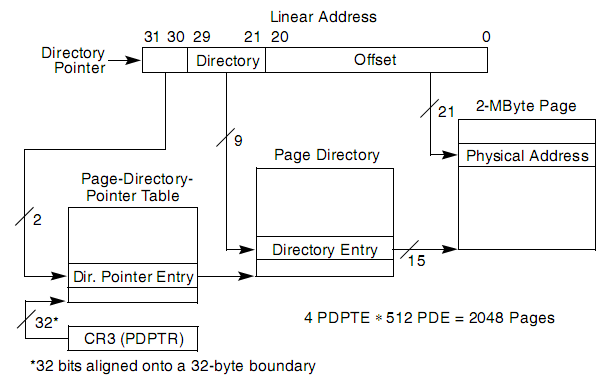 Linear Address
31 30 29 21 20 0
Directory Pointer
Directory
Offset
21
2-MByte Page
9
Physical Address
Page Directory
Page-Directory-
Pointer Table
2
Directory Entry
15
Dir. Pointer Entry
32*
4 PDPTE * 512 PDE = 2048 Pages
CR3 (PDPTR)
*32 bits aligned onto a 32-byte boundary